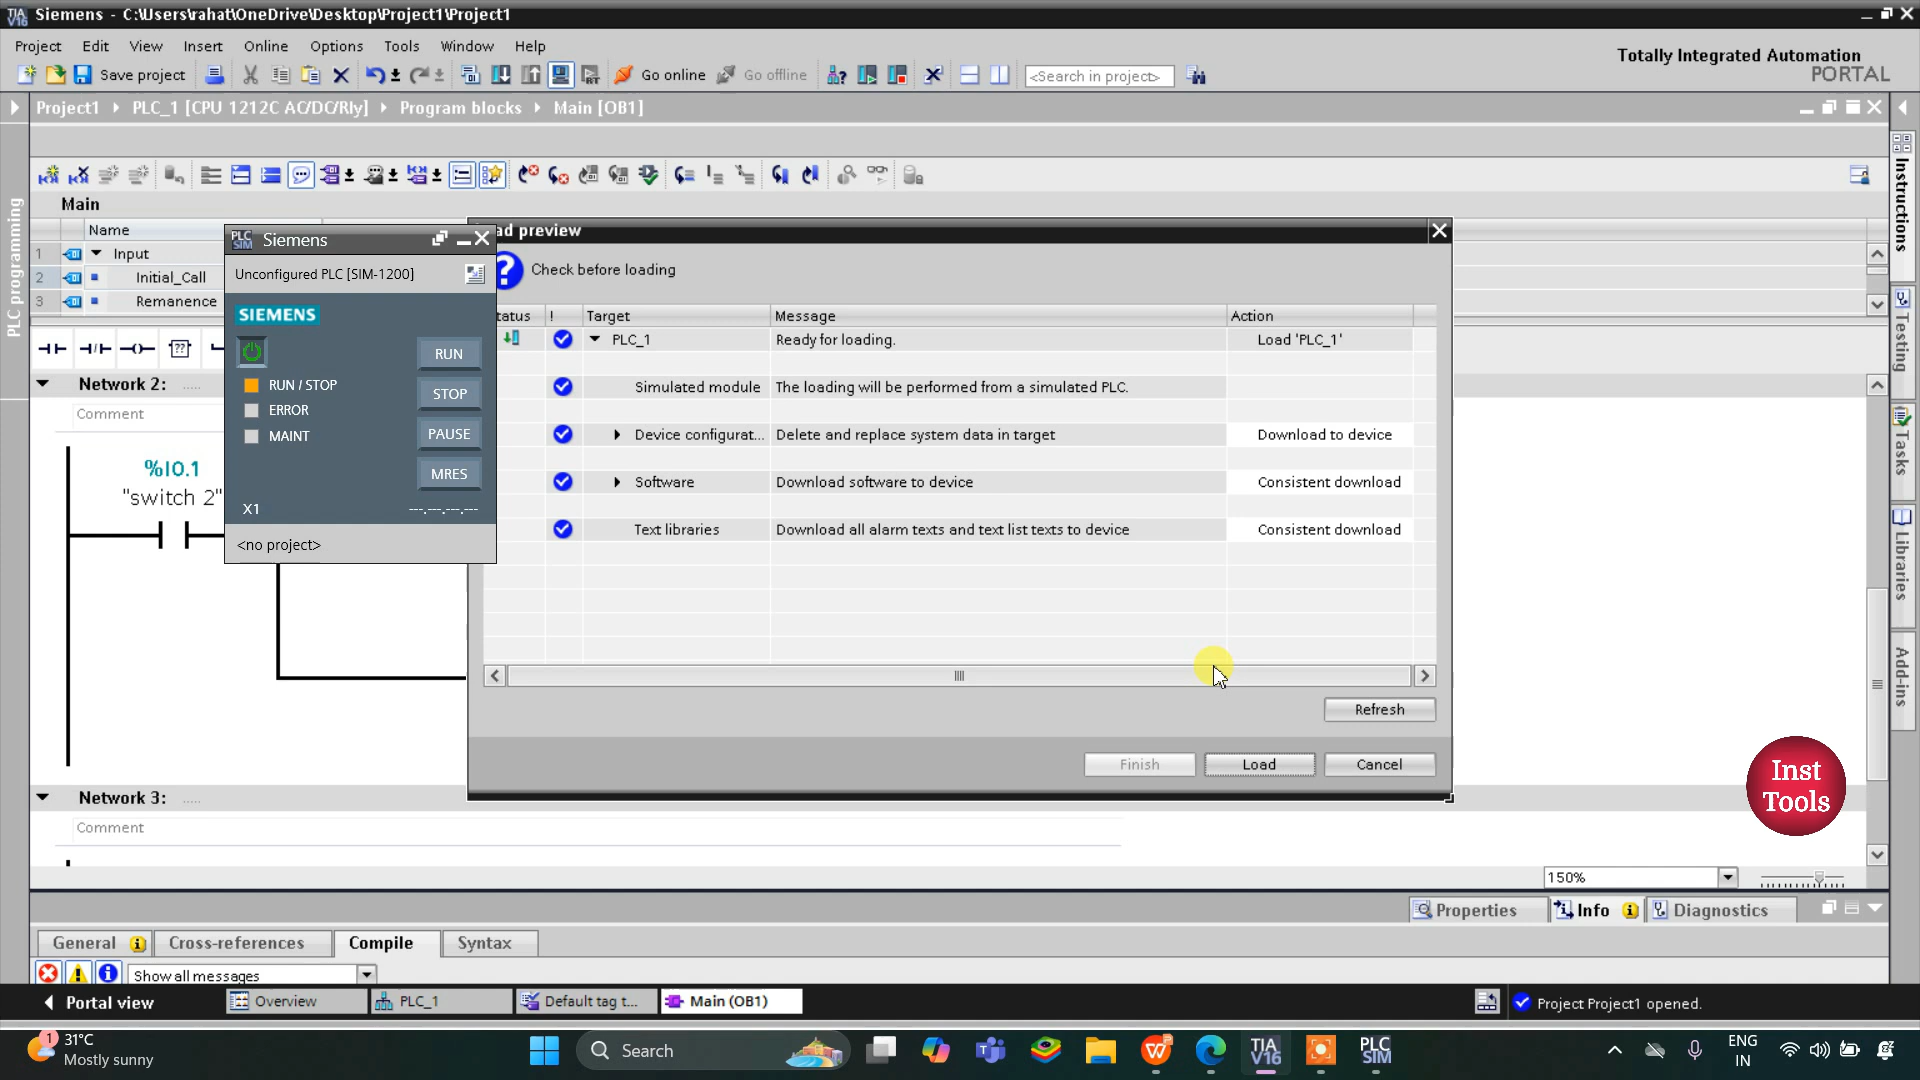 TIA V16 Siemens - C:\Users\rahat\OneDrive\Desktop\Project1\Project1
Project Edit View Insert Online Options Tools Window Help
Totally Integrated Automation
PORTAL
Save project Go online Go offline <Search in project>
Project1 PLC_1 [CPU 1212C AC/DC/Rly] Program blocks Main [OB1]
Main
Name
1 Input
2 Initial_Call
3 Remanence
PLC programming
Network 2: .....
Comment
%I0.1
"switch 2"
PLC SIM Siemens
Unconfigured PLC [SIM-1200]
SIEMENS
RUN
RUN / STOP
STOP
ERROR
PAUSE
MAINT
MRES
X1 ---.---.---.---
<no project>
ad preview
? Check before loading
tatus ! Target Message Action
PLC_1 Ready for loading. Load 'PLC_1'
Simulated module The loading will be performed from a simulated PLC.
Device configurat... Delete and replace system data in target Download to device
Software Download software to device Consistent download
Text libraries Download all alarm texts and text list texts to device Consistent download
Refresh
Finish Load Cancel
Instructions
Testing
Tasks
Libraries
Add-ins
Inst
Tools
Network 3: .....
Comment
150%
Properties Info Diagnostics
General Cross-references Compile Syntax
Show all messages
Portal view Overview PLC_1 Default tag t... Main (OB1) Project Project1 opened.
1 31°C
Mostly sunny
Search
TIA V16
PLC SIM
ENG
IN